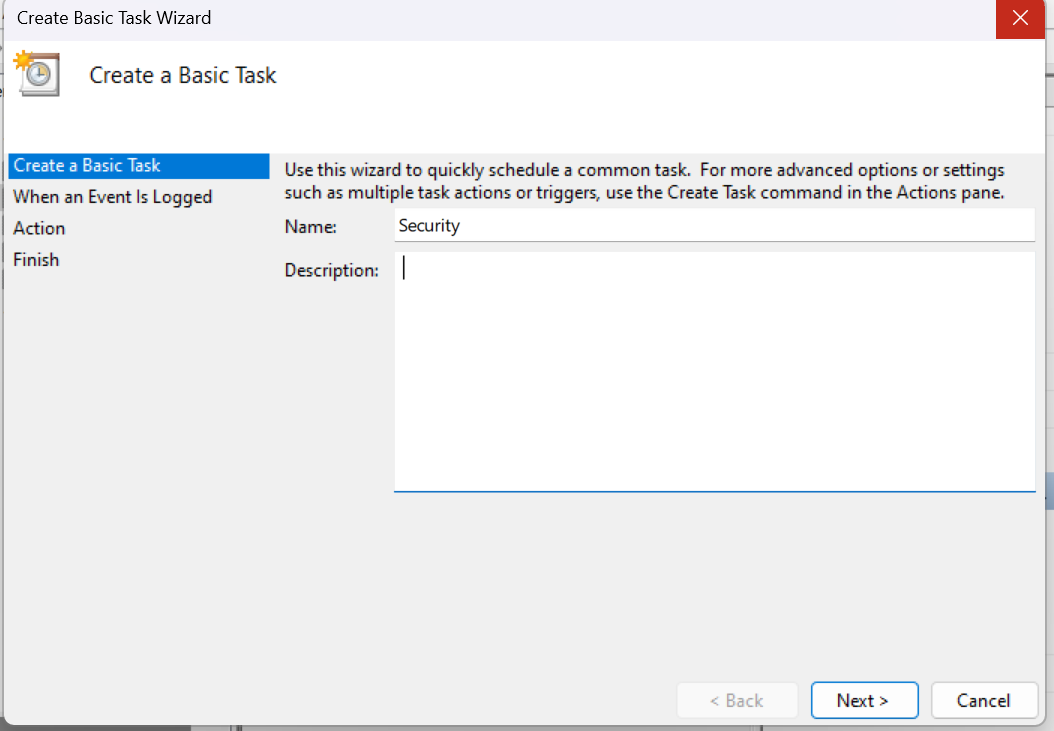 Create Basic Task Wizard
Create a Basic Task
Create a Basic Task
When an Event Is Logged
Action
Finish
Use this wizard to quickly schedule a common task.  For more advanced options or settings
such as multiple task actions or triggers, use the Create Task command in the Actions pane.
Name:
Security
Description:
< Back
Next >
Cancel